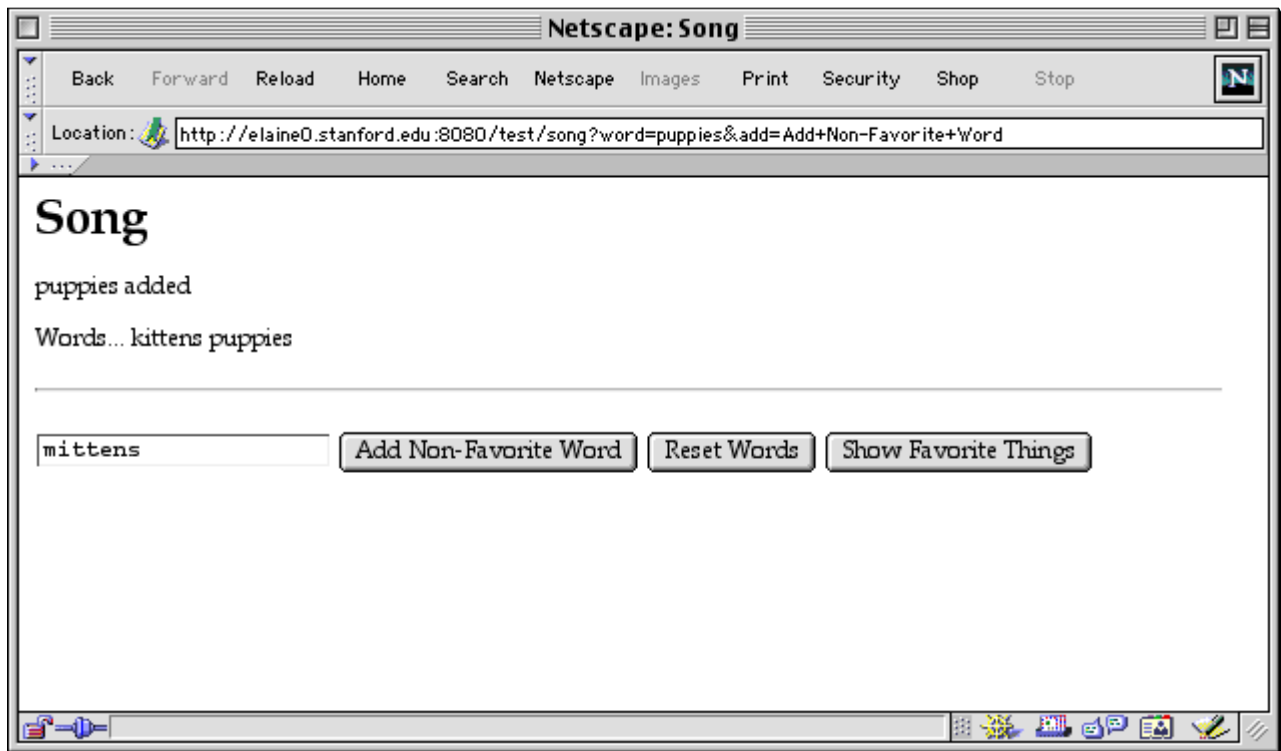 Netscape: Song
Back Forward Reload Home Search Netscape Images Print Security Shop Stop
N
Location: http://elaine0.stanford.edu:8080/test/song?word=puppies&add=Add+Non-Favorite+Word
...
Song
puppies added
Words... kittens puppies
mittens Add Non-Favorite Word Reset Words Show Favorite Things